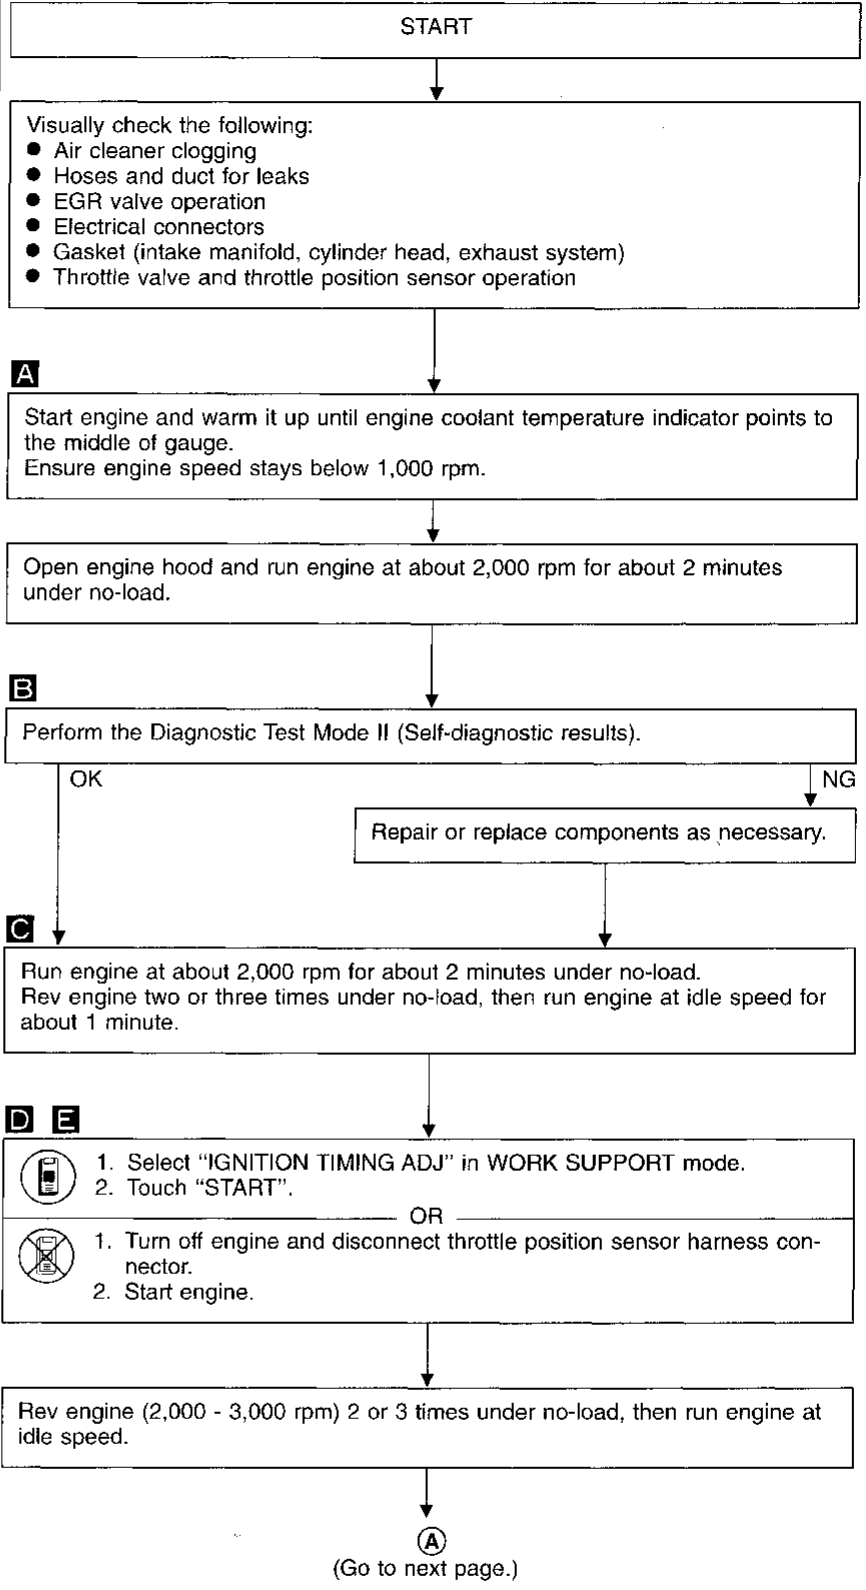 START
Visually check the following:
● Air cleaner clogging
● Hoses and duct for leaks
● EGR valve operation
● Electrical connectors
● Gasket (intake manifold, cylinder head, exhaust system)
● Throttle valve and throttle position sensor operation
A
Start engine and warm it up until engine coolant temperature indicator points to
the middle of gauge.
Ensure engine speed stays below 1,000 rpm.
Open engine hood and run engine at about 2,000 rpm for about 2 minutes
under no-load.
B
Perform the Diagnostic Test Mode II (Self-diagnostic results).
OK
NG
Repair or replace components as necessary.
C
Run engine at about 2,000 rpm for about 2 minutes under no-load.
Rev engine two or three times under no-load, then run engine at idle speed for
about 1 minute.
D E
1. Select “IGNITION TIMING ADJ” in WORK SUPPORT mode.
2. Touch “START”.
OR
1. Turn off engine and disconnect throttle position sensor harness con-
nector.
2. Start engine.
Rev engine (2,000 - 3,000 rpm) 2 or 3 times under no-load, then run engine at
idle speed.
A
(Go to next page.)